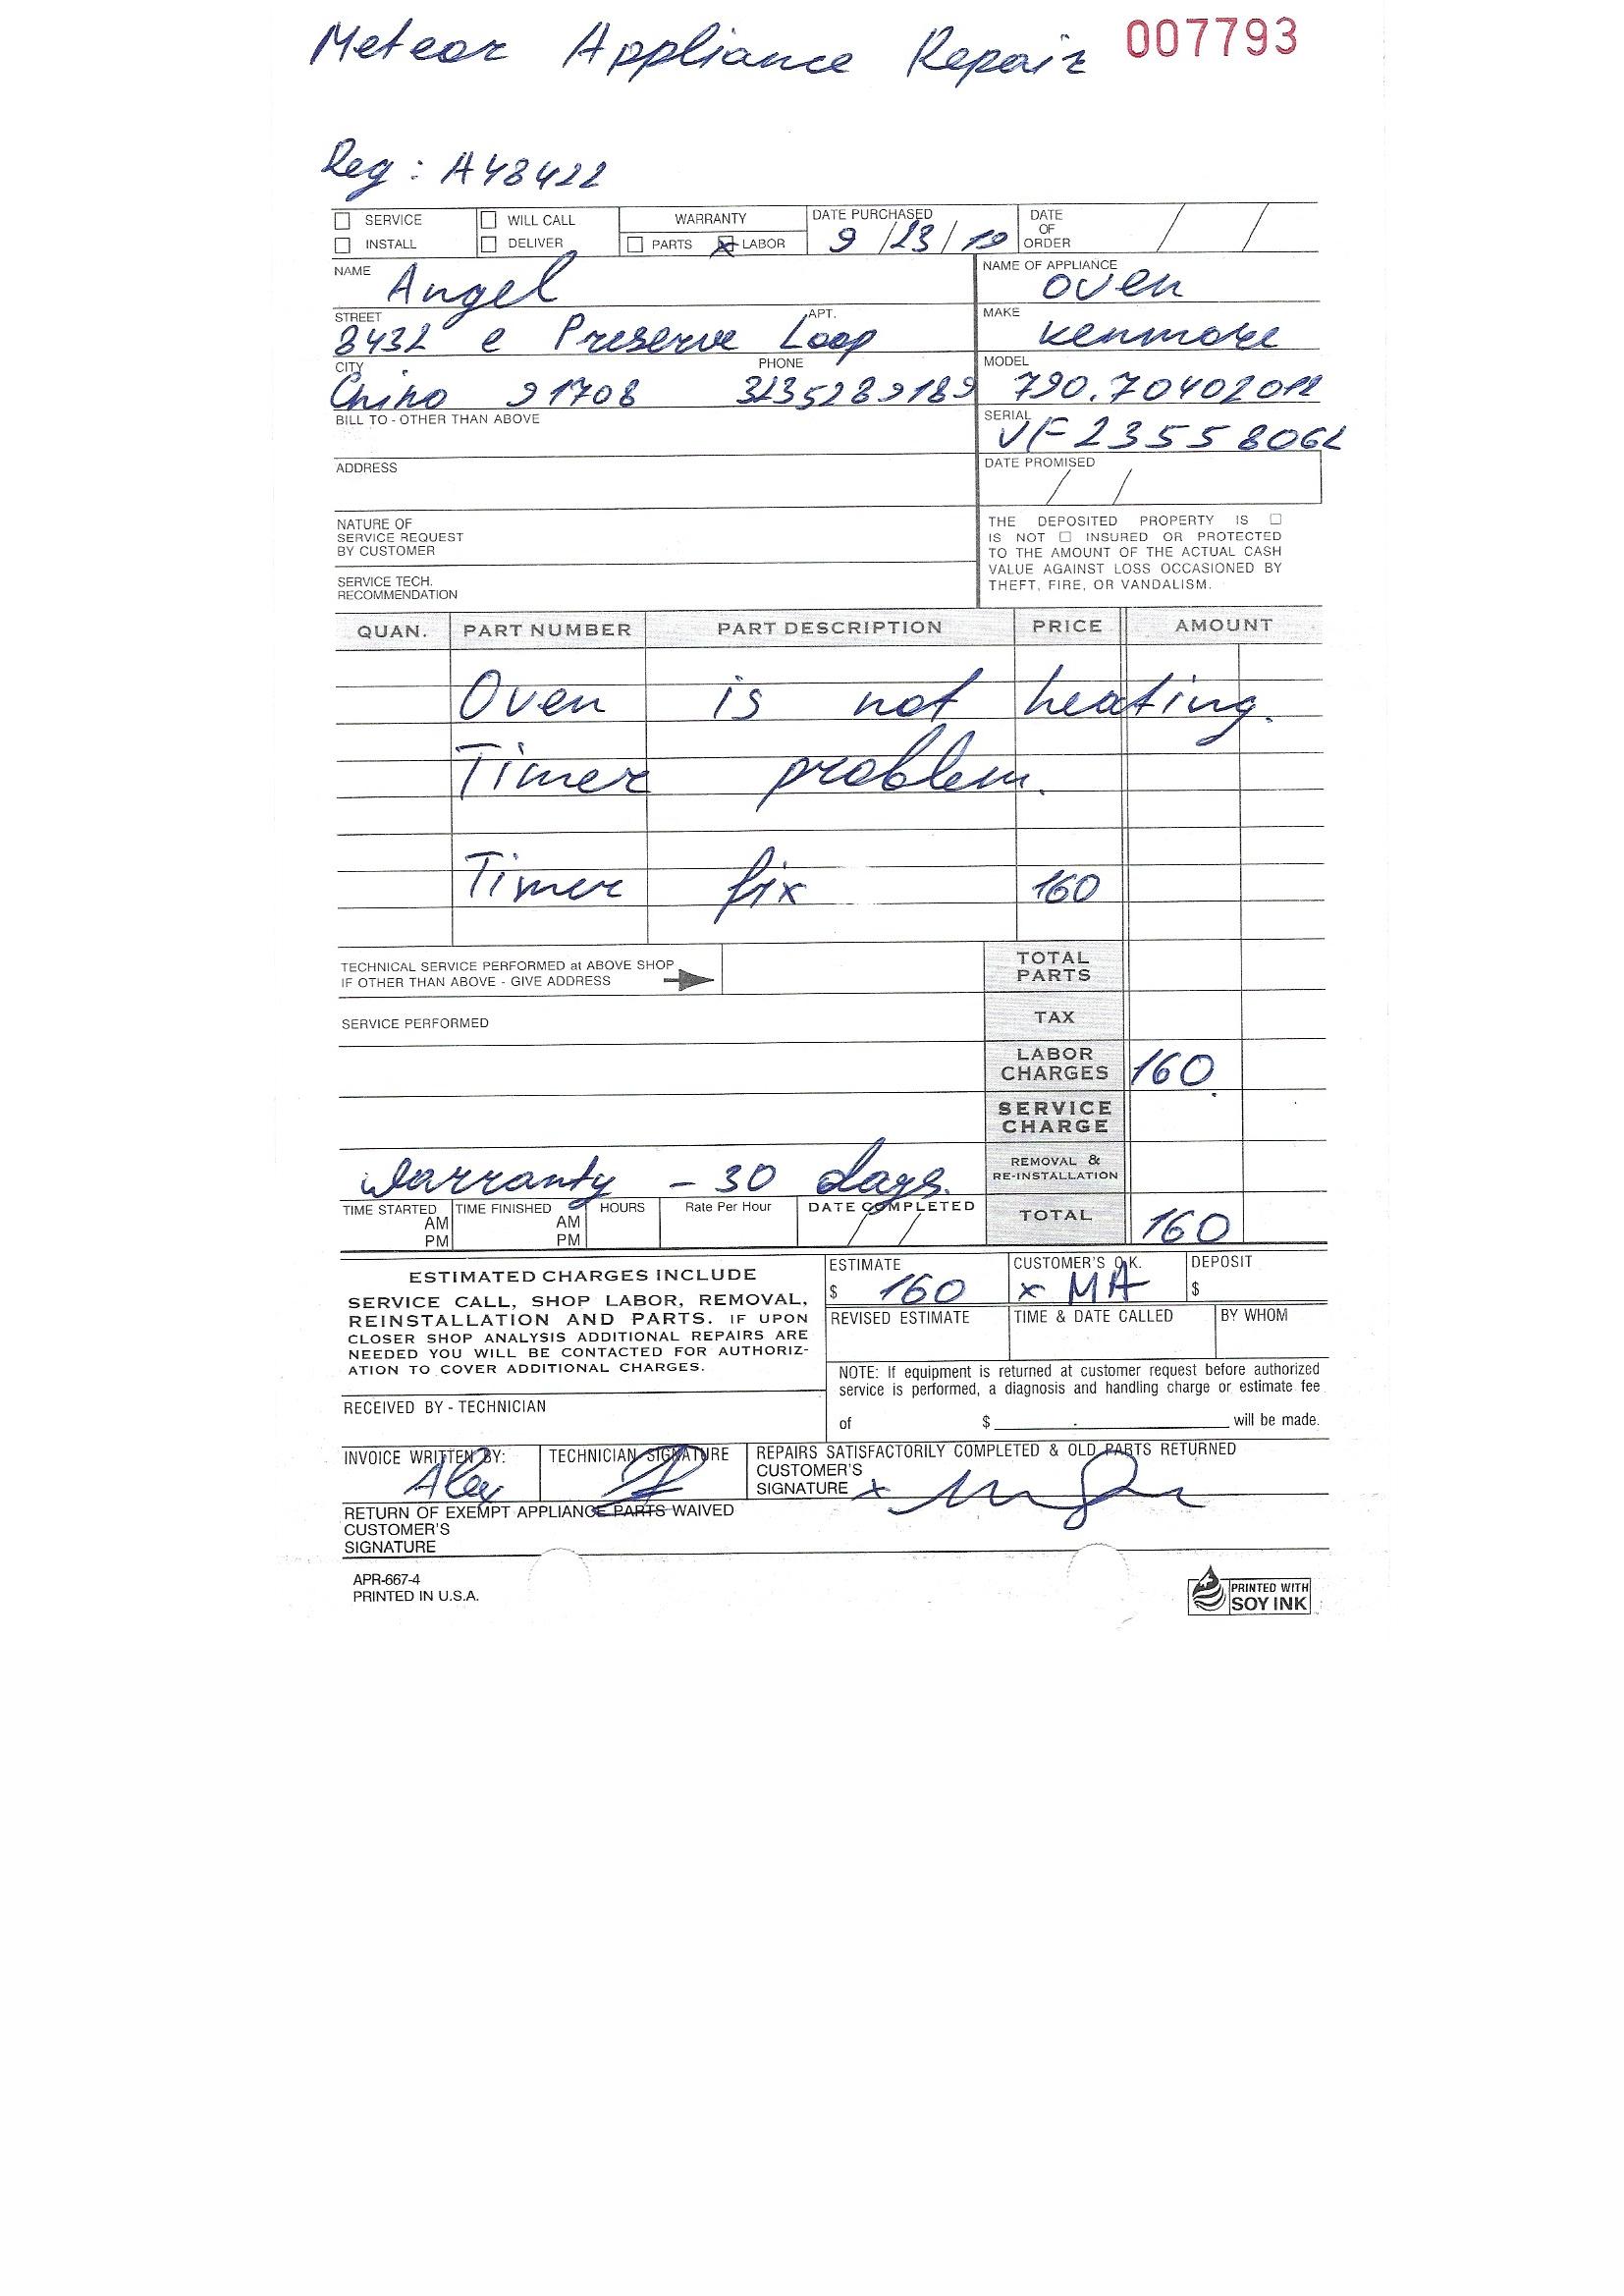 Meteor Appliance Repair 007793
Reg: A48422
SERVICE WILL CALL WARRANTY DATE PURCHASED DATE OF ORDER
INSTALL DELIVER PARTS x LABOR 9/23/19
NAME Angel NAME OF APPLIANCE oven
STREET 8432 e Preserve Loop APT. MAKE kenmore
CITY Chino 91708 PHONE 3235289189 MODEL 790.70402012
BILL TO - OTHER THAN ABOVE SERIAL VF23558062
ADDRESS DATE PROMISED / /
NATURE OF
SERVICE REQUEST
BY CUSTOMER
SERVICE TECH.
RECOMMENDATION
THE DEPOSITED PROPERTY IS ☐
IS NOT ☐ INSURED OR PROTECTED
TO THE AMOUNT OF THE ACTUAL CASH
VALUE AGAINST LOSS OCCASIONED BY
THEFT, FIRE, OR VANDALISM.
QUAN. PART NUMBER PART DESCRIPTION PRICE AMOUNT
Oven is not heating.
Timer problem.
Timer fix 160
TECHNICAL SERVICE PERFORMED at ABOVE SHOP
IF OTHER THAN ABOVE - GIVE ADDRESS
TOTAL PARTS
SERVICE PERFORMED TAX
LABOR CHARGES 160
SERVICE CHARGE
warranty - 30 days. REMOVAL & RE-INSTALLATION
TIME STARTED AM PM TIME FINISHED AM PM HOURS Rate Per Hour DATE COMPLETED / / TOTAL 160
ESTIMATED CHARGES INCLUDE
SERVICE CALL, SHOP LABOR, REMOVAL,
REINSTALLATION AND PARTS. IF UPON
CLOSER SHOP ANALYSIS ADDITIONAL REPAIRS ARE
NEEDED YOU WILL BE CONTACTED FOR AUTHORIZ-
ATION TO COVER ADDITIONAL CHARGES.
ESTIMATE $ 160 CUSTOMER'S O.K. x MA DEPOSIT $
REVISED ESTIMATE TIME & DATE CALLED BY WHOM
NOTE: If equipment is returned at customer request before authorized
service is performed, a diagnosis and handling charge or estimate fee
of $ ______ . ______ will be made.
RECEIVED BY - TECHNICIAN
INVOICE WRITTEN BY: Alex TECHNICIAN SIGNATURE REPAIRS SATISFACTORILY COMPLETED & OLD PARTS RETURNED
CUSTOMER'S
SIGNATURE x
RETURN OF EXEMPT APPLIANCE PARTS WAIVED
CUSTOMER'S
SIGNATURE
APR-667-4
PRINTED IN U.S.A.
PRINTED WITH
SOY INK